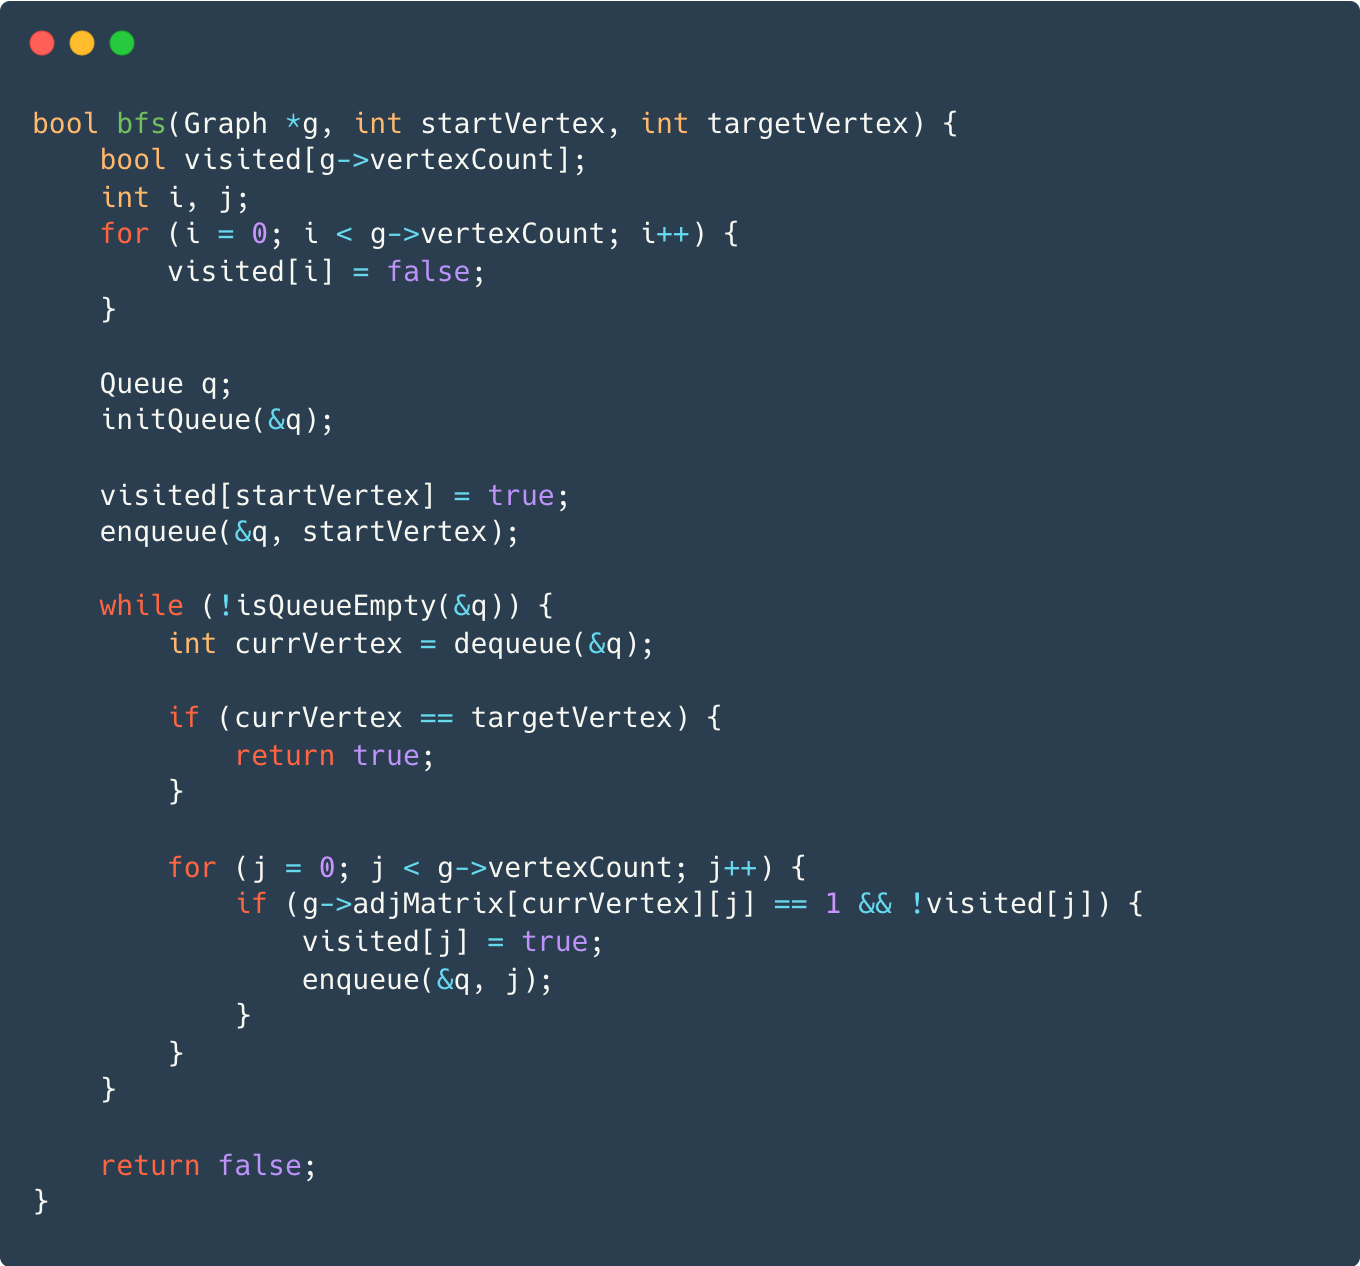 bool bfs(Graph *g, int startVertex, int targetVertex) {
    bool visited[g->vertexCount];
    int i, j;
    for (i = 0; i < g->vertexCount; i++) {
        visited[i] = false;
    }

    Queue q;
    initQueue(&q);

    visited[startVertex] = true;
    enqueue(&q, startVertex);

    while (!isQueueEmpty(&q)) {
        int currVertex = dequeue(&q);

        if (currVertex == targetVertex) {
            return true;
        }

        for (j = 0; j < g->vertexCount; j++) {
            if (g->adjMatrix[currVertex][j] == 1 && !visited[j]) {
                visited[j] = true;
                enqueue(&q, j);
            }
        }
    }

    return false;
}